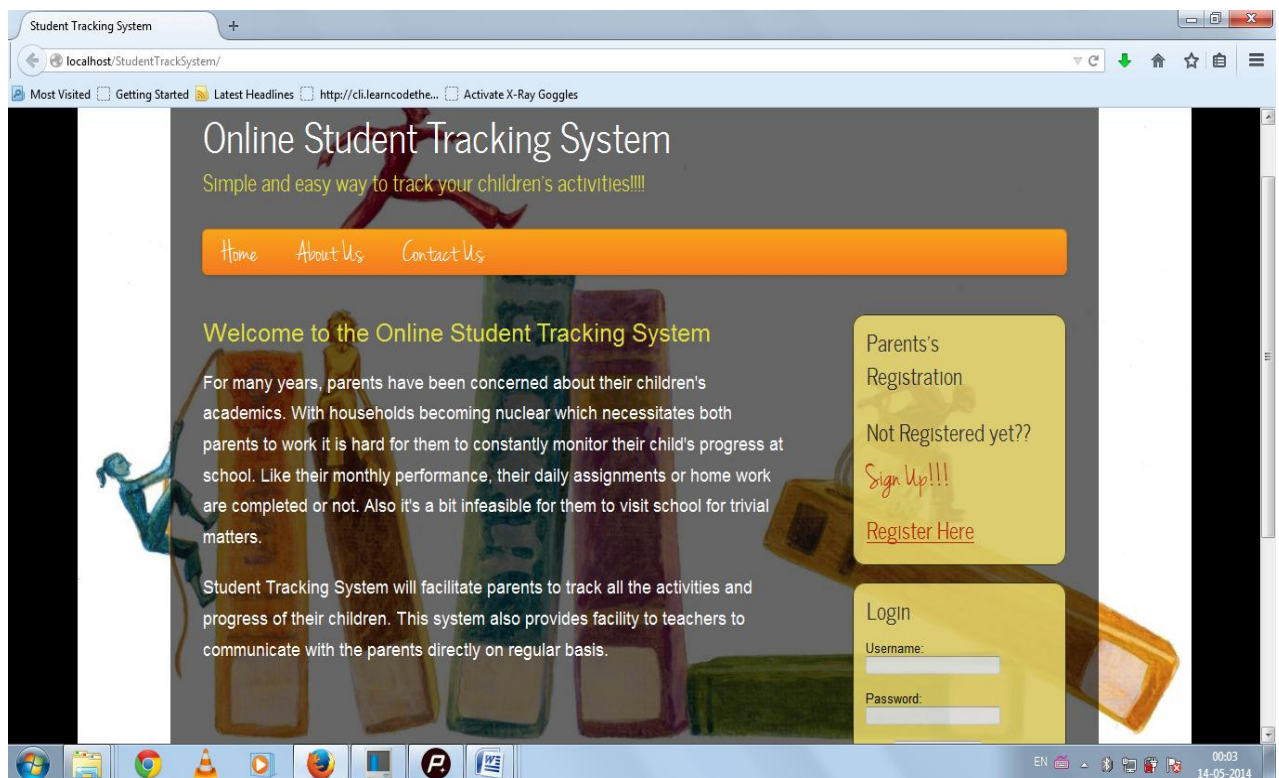 Student Tracking System
localhost/StudentTrackSystem/
Most Visited Getting Started Latest Headlines http://cli.learncodethe... Activate X-Ray Goggles
Online Student Tracking System
Simple and easy way to track your children's activities!!!!
Home About Us Contact Us
Welcome to the Online Student Tracking System
For many years, parents have been concerned about their children's
academics. With households becoming nuclear which necessitates both
parents to work it is hard for them to constantly monitor their child's progress at
school. Like their monthly performance, their daily assignments or home work
are completed or not. Also it's a bit infeasible for them to visit school for trivial
matters.
Student Tracking System will facilitate parents to track all the activities and
progress of their children. This system also provides facility to teachers to
communicate with the parents directly on regular basis.
Parents's
Registration
Not Registered yet??
Sign Up!!!
Register Here
Login
Username:
Password:
EN
00:03
14-05-2014